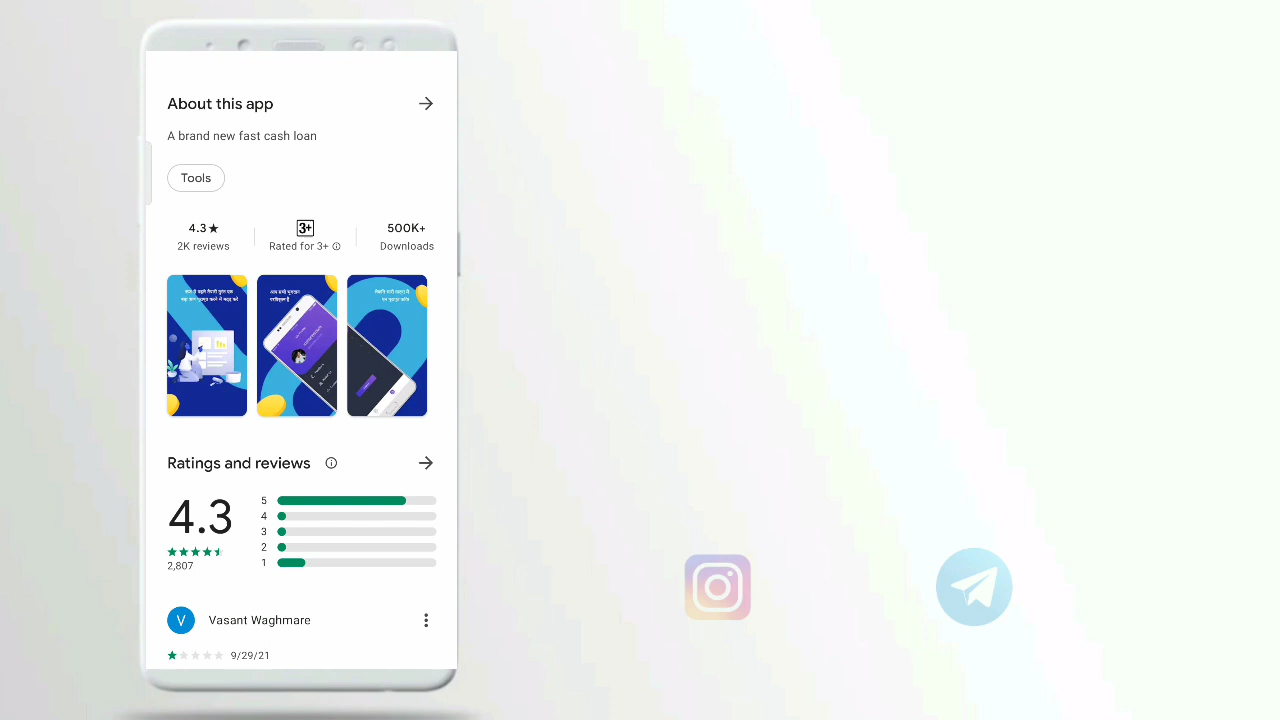 About this app
A brand new fast cash loan
Tools
4.3★
2K reviews
3+
Rated for 3+
500K+
Downloads
Ratings and reviews
4.3
2,807
5
4
3
2
1
V
Vasant Waghmare
9/29/21